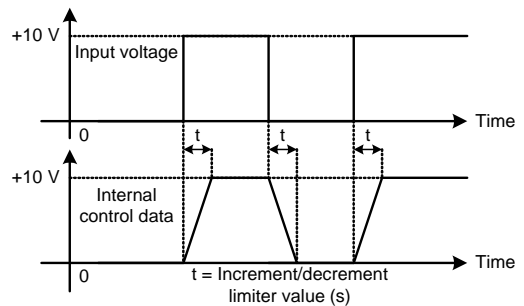 +10 V
Input voltage
0
Time
t
t
t
+10 V
Internal
control data
0
Time
t = Increment/decrement
limiter value (s)